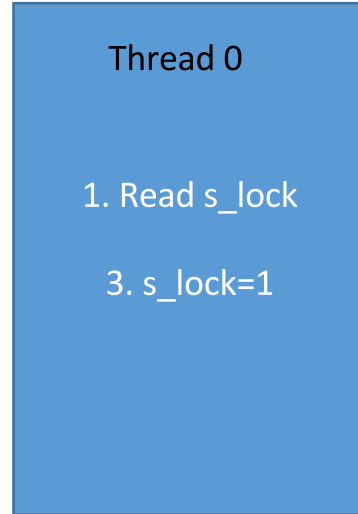 Thread 0
1. Read s_lock
3. s_lock=1